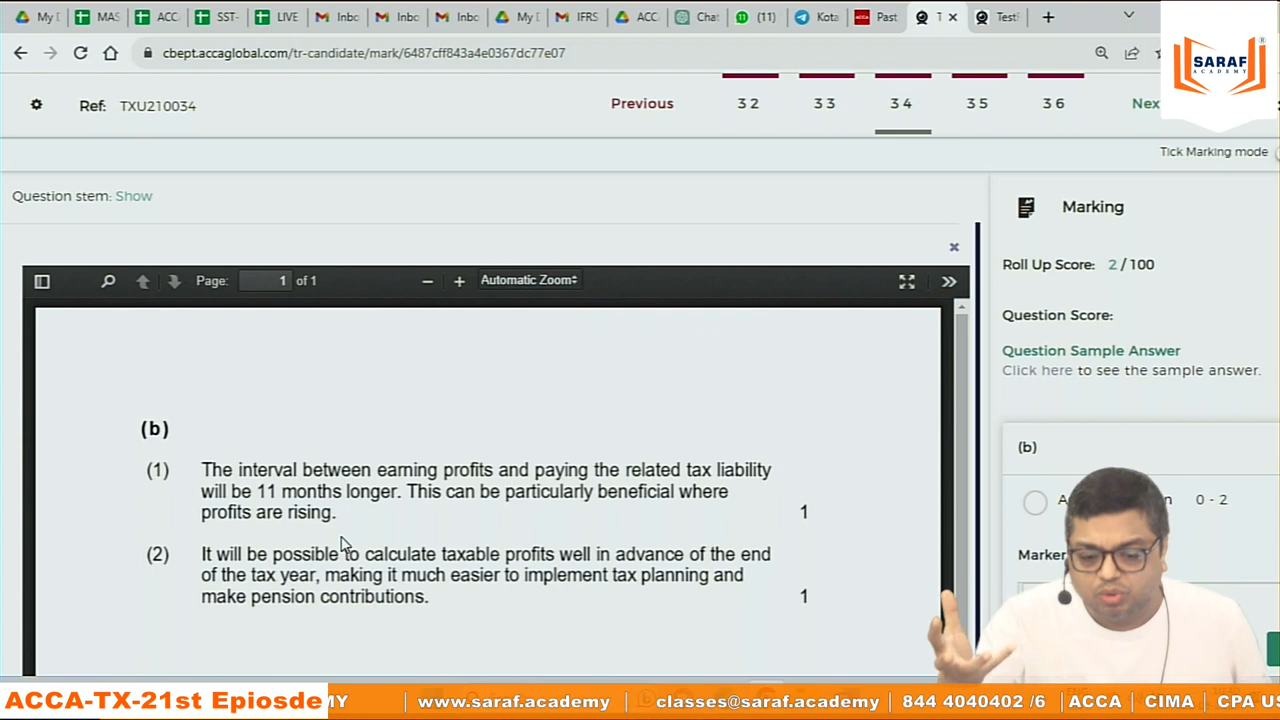 My D
MAS
ACC
SST-
LIVE
Inbo
Inbo
Inbo
My D
IFRS
ACC
Chat
(11)
Kota
Past
T
TestF
cbept.accaglobal.com/tr-candidate/mark/6487cff843a4e0367dc77e07
SARAF
ACADEMY
Ref: TXU210034
Previous 32 33 34 35 36 Nex
Tick Marking mode
Question stem: Show
Marking
Page: 1 of 1 Automatic Zoom
Roll Up Score: 2 / 100
Question Score:
Question Sample Answer
Click here to see the sample answer.
(b)
(1) The interval between earning profits and paying the related tax liability
will be 11 months longer. This can be particularly beneficial where
profits are rising. 1
(2) It will be possible to calculate taxable profits well in advance of the end
of the tax year, making it much easier to implement tax planning and
make pension contributions. 1
(b)
0 - 2
Marker
ACCA-TX-21st Epiosde MY | www.saraf.academy | classes@saraf.academy | 844 4040402 /6 | ACCA | CIMA | CPA US